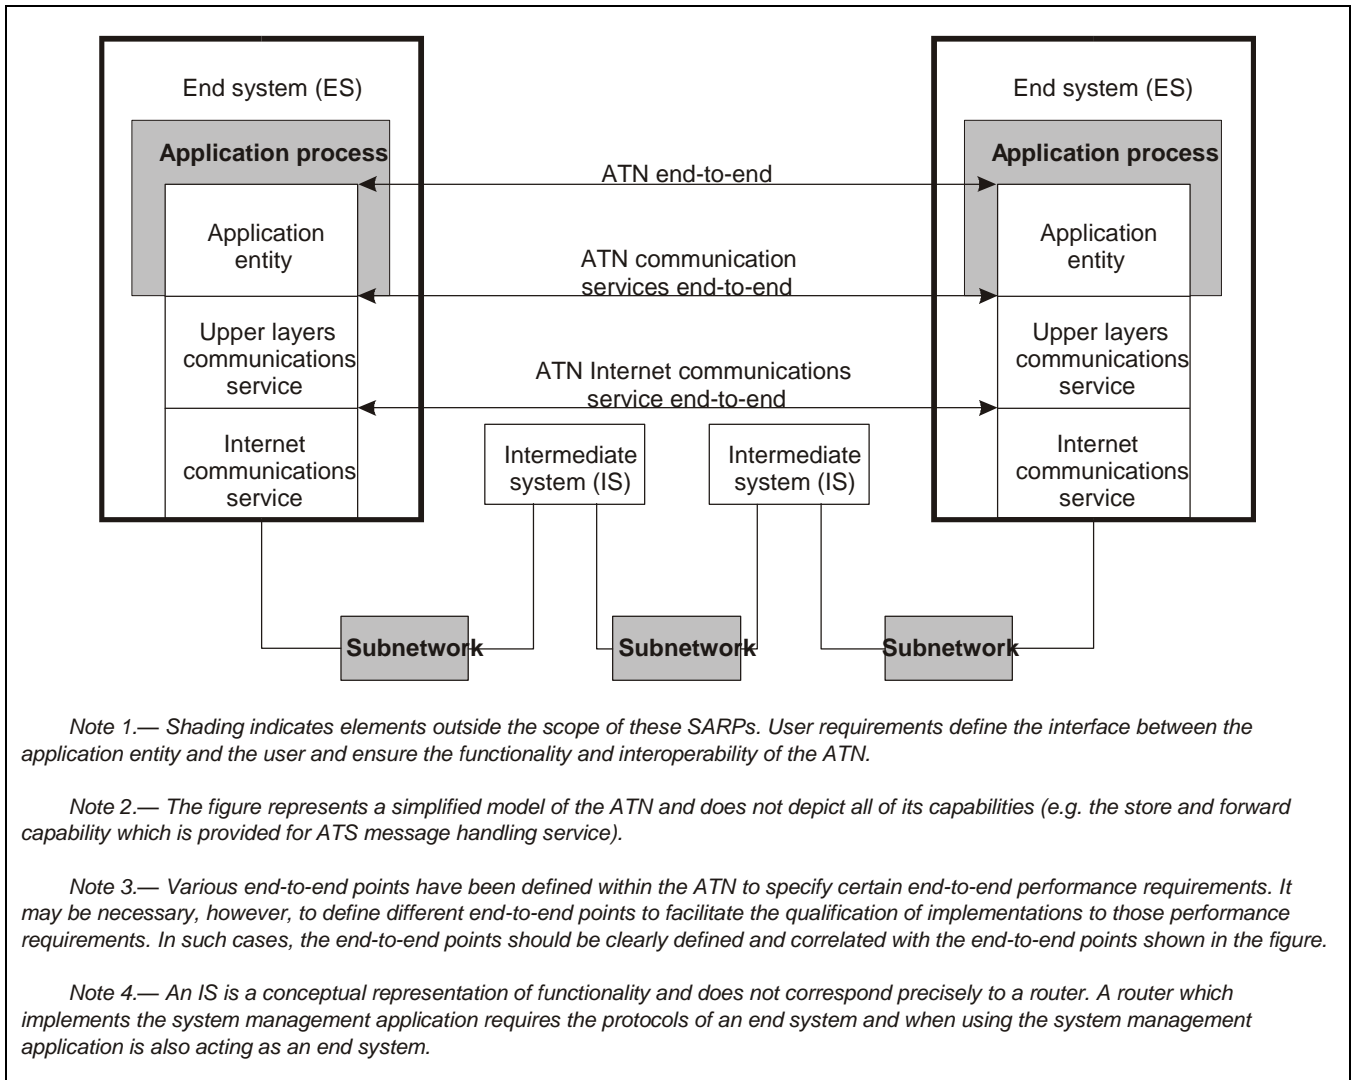 End system (ES)
End system (ES)
Application process
Application process
ATN end-to-end
Application
entity
Application
entity
ATN communication
services end-to-end
Upper layers
communications
service
Upper layers
communications
service
ATN Internet communications
service end-to-end
Internet
communications
service
Intermediate
system (IS)
Intermediate
system (IS)
Internet
communications
service
Subnetwork
Subnetwork
Subnetwork
Note 1.— Shading indicates elements outside the scope of these SARPs. User requirements define the interface between the
application entity and the user and ensure the functionality and interoperability of the ATN.
Note 2.— The figure represents a simplified model of the ATN and does not depict all of its capabilities (e.g. the store and forward
capability which is provided for ATS message handling service).
Note 3.— Various end-to-end points have been defined within the ATN to specify certain end-to-end performance requirements. It
may be necessary, however, to define different end-to-end points to facilitate the qualification of implementations to those performance
requirements. In such cases, the end-to-end points should be clearly defined and correlated with the end-to-end points shown in the figure.
Note 4.— An IS is a conceptual representation of functionality and does not correspond precisely to a router. A router which
implements the system management application requires the protocols of an end system and when using the system management
application is also acting as an end system.